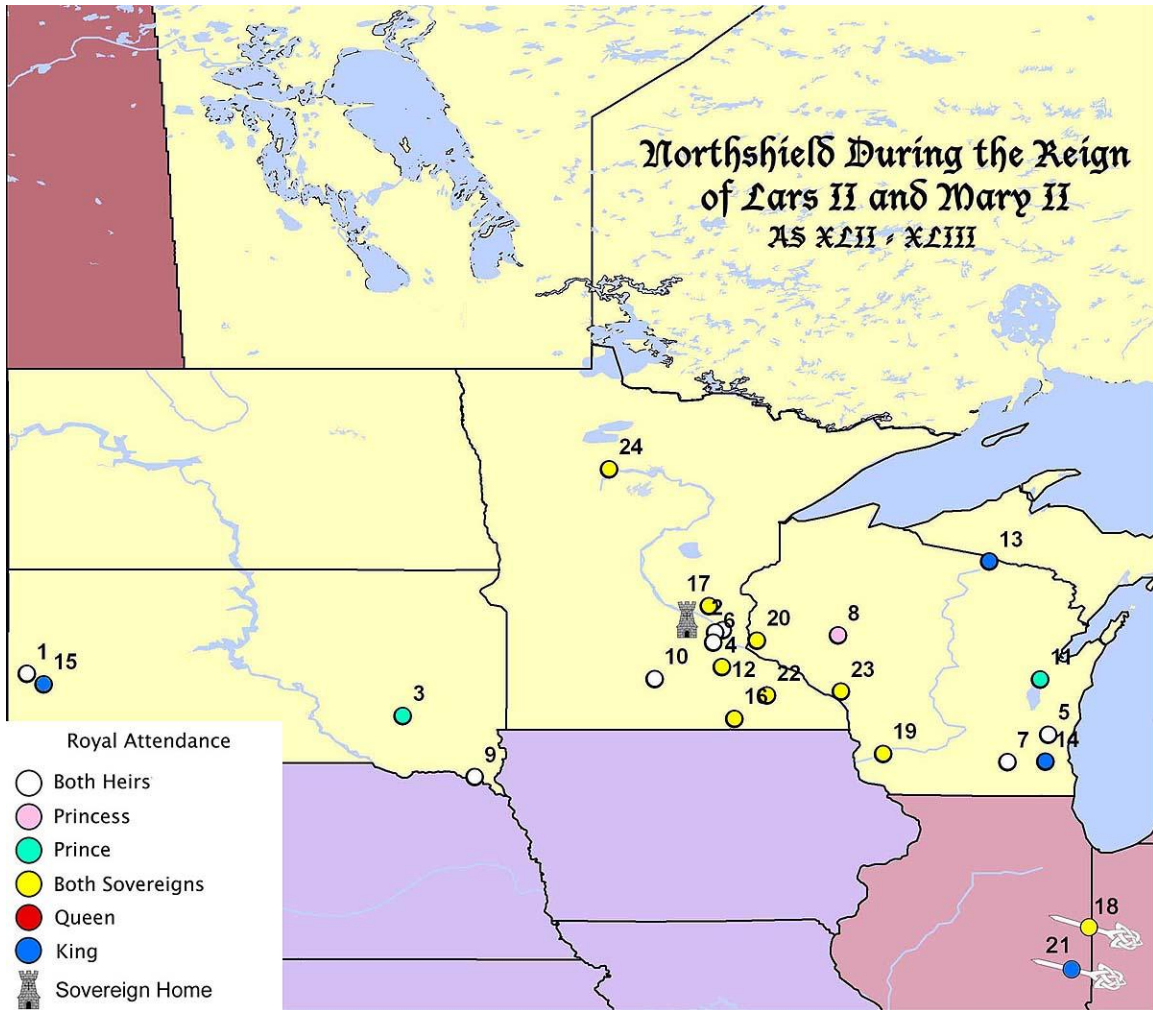 Northshield During the Reign
of Lars II and Mary II
AS XLII - XLIII
24
13
17
2
6
20
8
4
1
15
10
12
22
23
11
3
16
5
19
7
14
9
18
21
Royal Attendance
Both Heirs
Princess
Prince
Both Sovereigns
Queen
King
Sovereign Home